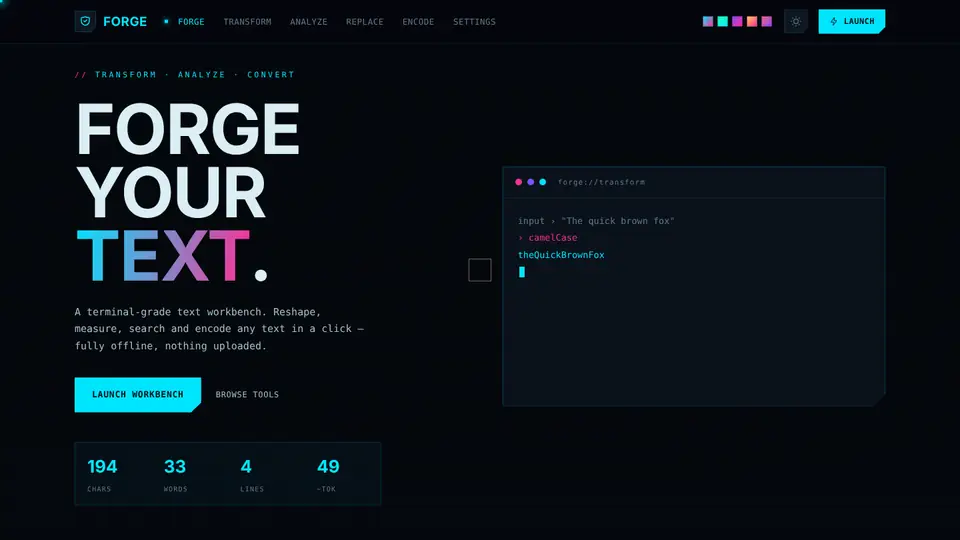 FORGE
FORGE TRANSFORM ANALYZE REPLACE ENCODE SETTINGS
LAUNCH
// TRANSFORM · ANALYZE · CONVERT
FORGE
YOUR
TEXT.
A terminal-grade text workbench. Reshape,
measure, search and encode any text in a click —
fully offline, nothing uploaded.
LAUNCH WORKBENCH
BROWSE TOOLS
194 33 4 49
CHARS WORDS LINES ~TOK
forge://transform
input › "The quick brown fox"
› camelCase
theQuickBrownFox